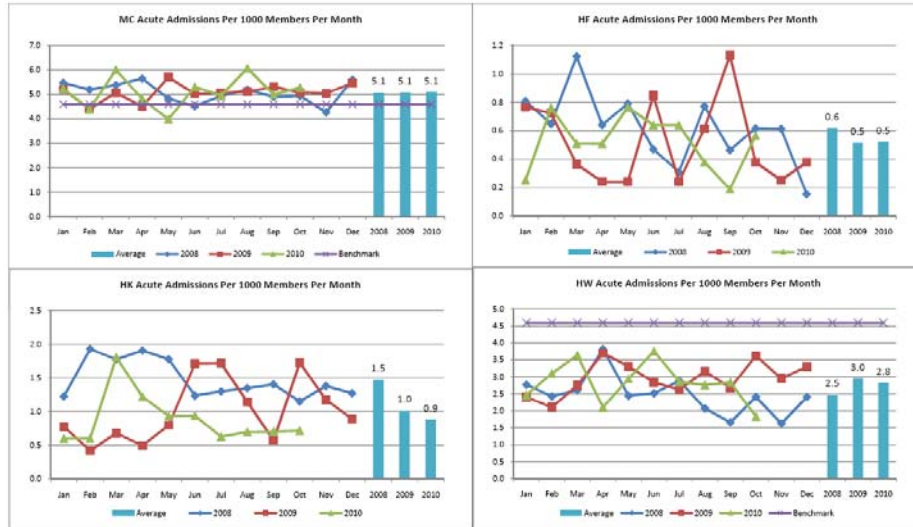 MC Acute Admissions Per 1000 Members Per Month
7.0
6.0
5.0
4.0
3.0
2.0
1.0
0.0
5.1 5.1 5.1
Jan Feb Mar Apr May Jun Jul Aug Sep Oct Nov Dec 2008 2009 2010
Average 2008 2009 2010 Benchmark
HF Acute Admissions Per 1000 Members Per Month
1.2
1.0
0.8
0.6
0.4
0.2
0.0
0.6 0.5 0.5
Jan Feb Mar Apr May Jun Jul Aug Sep Oct Nov Dec 2008 2009 2010
Average 2008 2009 2010 Benchmark
HK Acute Admissions Per 1000 Members Per Month
2.5
2.0
1.5
1.0
0.5
0.0
1.5 1.0 0.9
Jan Feb Mar Apr May Jun Jul Aug Sep Oct Nov Dec 2008 2009 2010
Average 2008 2009 2010
HW Acute Admissions Per 1000 Members Per Month
5.0
4.5
4.0
3.5
3.0
2.5
2.0
1.5
1.0
0.5
0.0
2.5 3.0 2.8
Jan Feb Mar Apr May Jun Jul Aug Sep Oct Nov Dec 2008 2009 2010
Average 2008 2009 2010 Benchmark